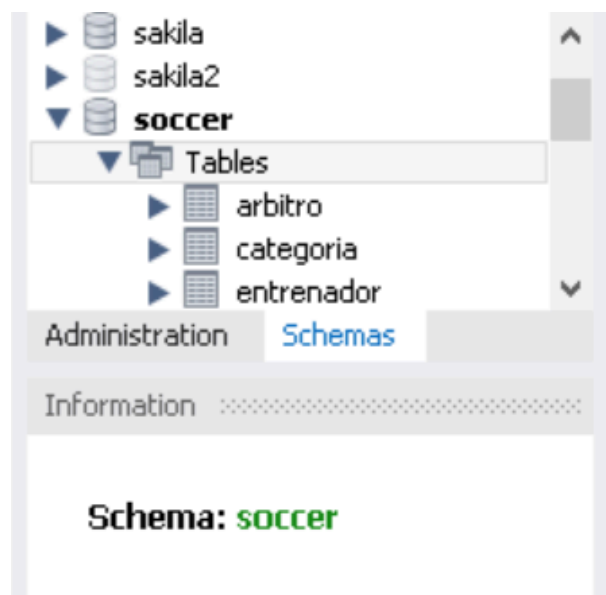 sakila
sakila2
soccer
Tables
arbitro
categoria
entrenador
Administration Schemas
Information
Schema: soccer